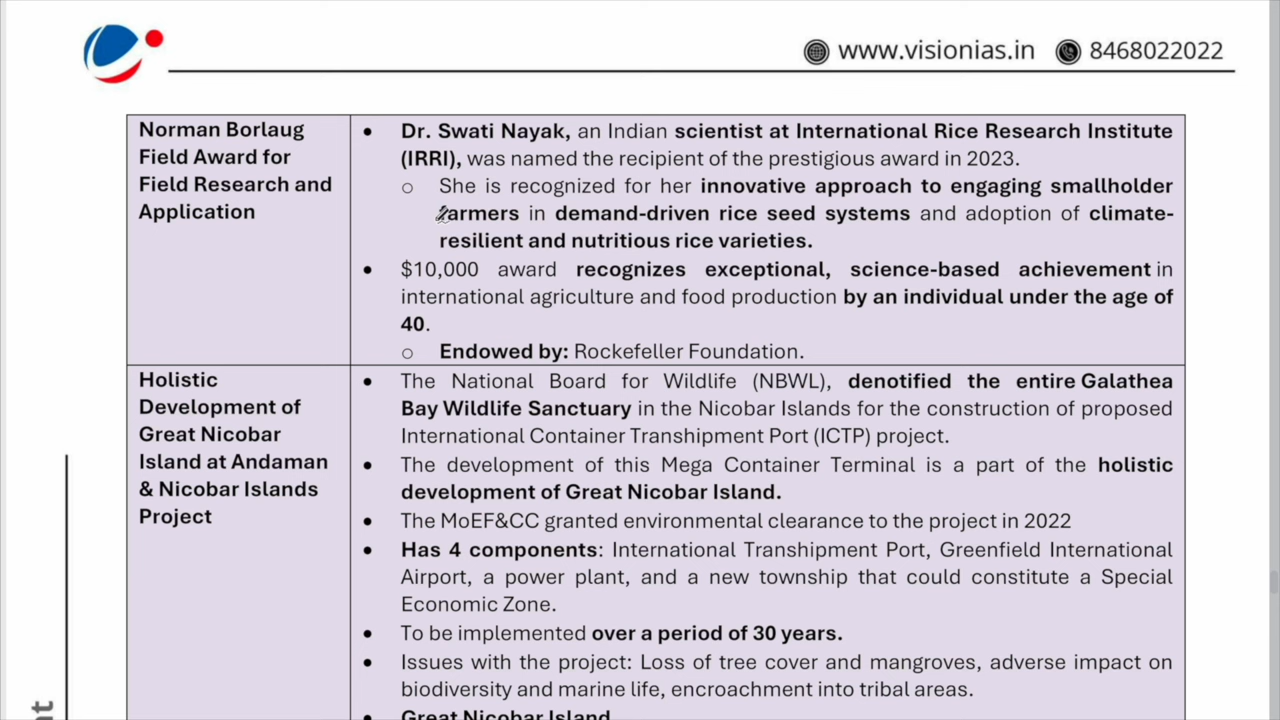 www.visionias.in 8468022022
Norman Borlaug
Field Award for
Field Research and
Application
• Dr. Swati Nayak, an Indian scientist at International Rice Research Institute
(IRRI), was named the recipient of the prestigious award in 2023.
o She is recognized for her innovative approach to engaging smallholder
farmers in demand-driven rice seed systems and adoption of climate-
resilient and nutritious rice varieties.
• $10,000 award recognizes exceptional, science-based achievement in
international agriculture and food production by an individual under the age of
40.
o Endowed by: Rockefeller Foundation.
Holistic
Development of
Great Nicobar
Island at Andaman
& Nicobar Islands
Project
• The National Board for Wildlife (NBWL), denotified the entire Galathea
Bay Wildlife Sanctuary in the Nicobar Islands for the construction of proposed
International Container Transhipment Port (ICTP) project.
• The development of this Mega Container Terminal is a part of the holistic
development of Great Nicobar Island.
• The MoEF&CC granted environmental clearance to the project in 2022
• Has 4 components: International Transhipment Port, Greenfield International
Airport, a power plant, and a new township that could constitute a Special
Economic Zone.
• To be implemented over a period of 30 years.
• Issues with the project: Loss of tree cover and mangroves, adverse impact on
biodiversity and marine life, encroachment into tribal areas.
• Great Nicobar Island